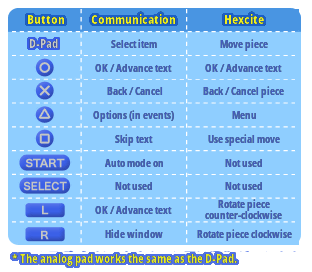 Button Communication Hexcite
D-Pad Select item Move piece
OK / Advance text OK / Advance text
Back / Cancel Back / Cancel piece
Options (in events) Menu
Skip text Use special move
START Auto mode on Not used
SELECT Not used Not used
L OK / Advance text Rotate piece
counter-clockwise
R Hide window Rotate piece clockwise
* The analog pad works the same as the D-Pad.